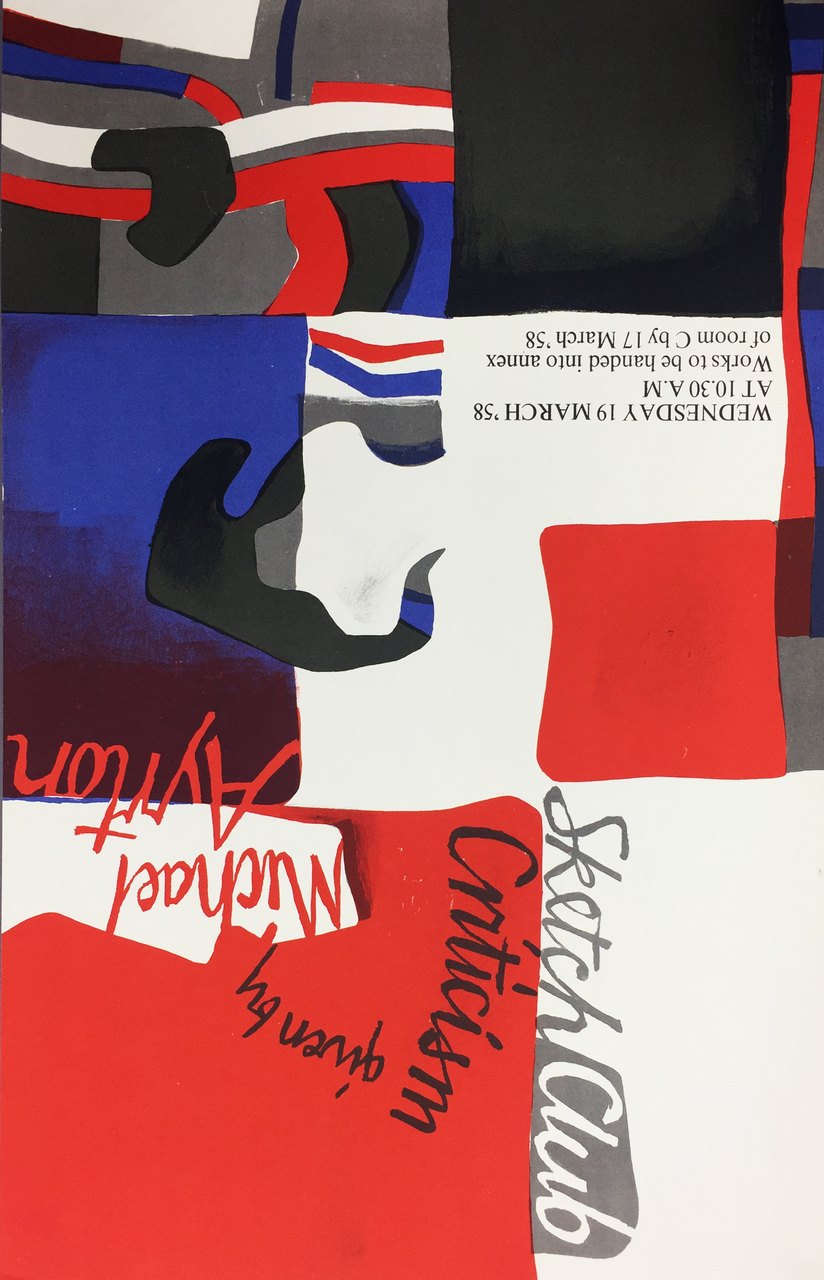 Sketch Club
Criticism
given by
Michael
Ayrton
WEDNESDAY 19 MARCH '58
AT 10.30 A.M
Works to be handed into annex
of room C by 17 March '58